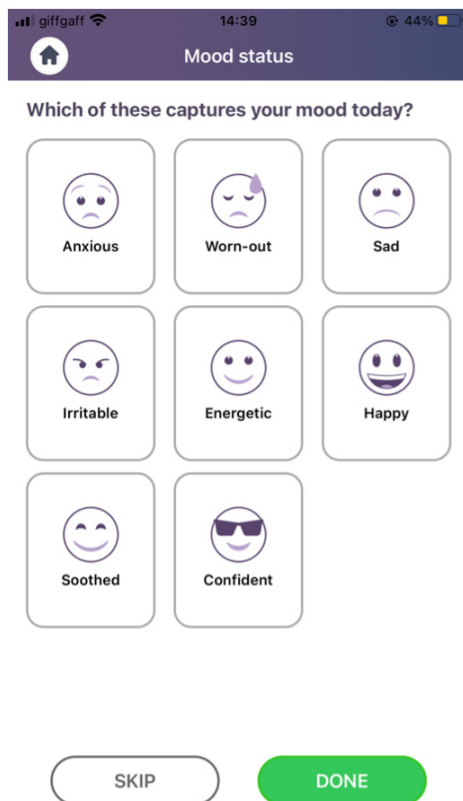 giffgaff 14:39 44%
Mood status
Which of these captures your mood today?
Anxious Worn-out Sad
Irritable Energetic Happy
Soothed Confident
SKIP DONE